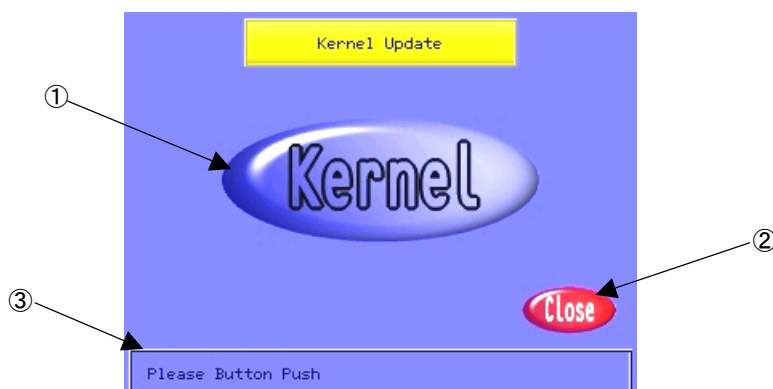 Kernel Update
①
Kernel
②
③
Close
Please Button Push